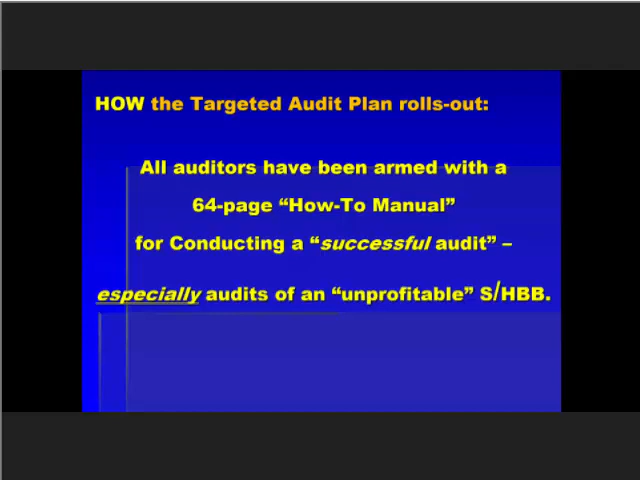 HOW the Targeted Audit Plan rolls-out:
All auditors have been armed with a
64-page “How-To Manual”
for Conducting a “successful audit” –
especially audits of an “unprofitable” S/HBB.